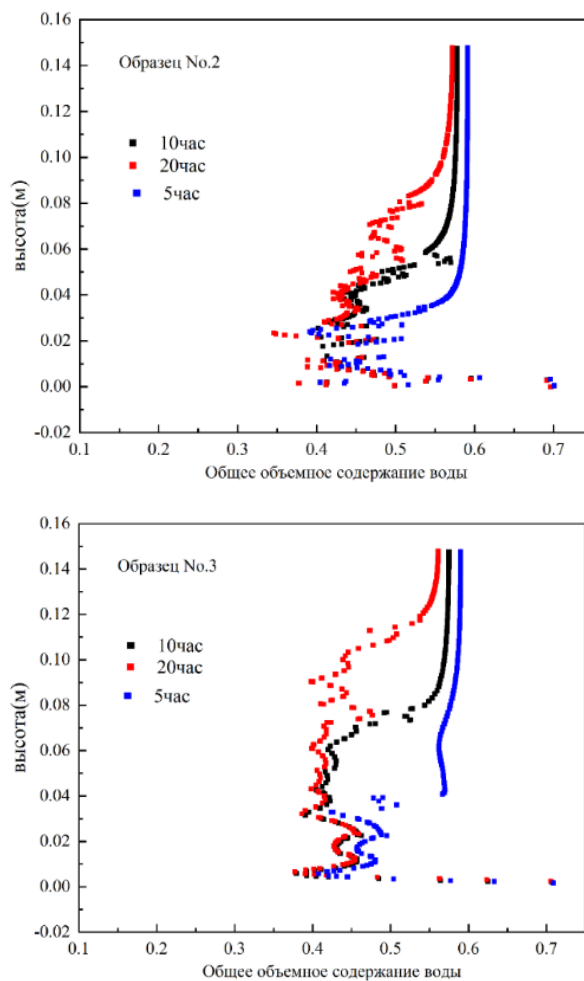 0.16
Образец No.2
0.14
0.12
10час
20час
5час
0.10
0.08
0.06
0.04
0.02
0.00
-0.02
высота(м)
0.1 0.2 0.3 0.4 0.5 0.6 0.7
Общее объемное содержание воды
0.16
Образец No.3
0.14
0.12
10час
20час
5час
0.10
0.08
0.06
0.04
0.02
0.00
-0.02
высота(м)
0.1 0.2 0.3 0.4 0.5 0.6 0.7
Общее объемное содержание воды